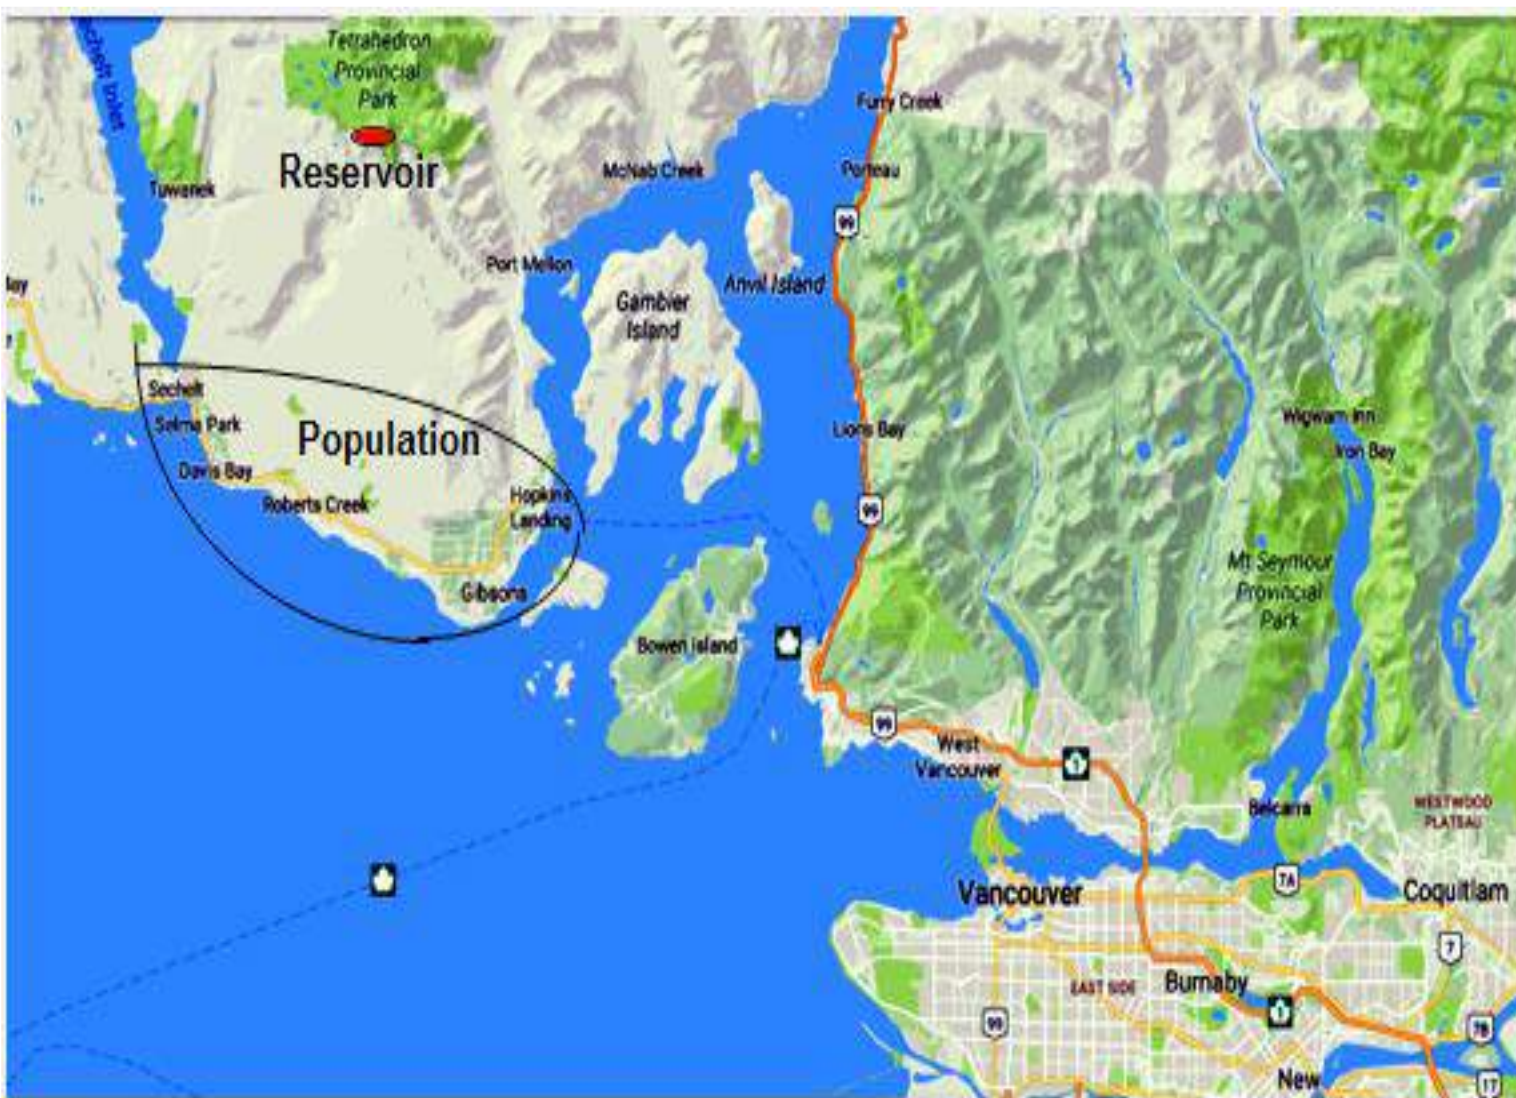 Tetrahedron
Provincial
Park
Furry Creek
Reservoir
McNab Creek
Porteau
Tuwanek
99
Port Mellon
Gambier
Island
Anvil Island
Sechelt
Selma Park
Population
Lions Bay
Wigwam Inn
Iron Bay
Davis Bay
Roberts Creek
Hopkins
Landing
99
Mt Seymour
Provincial
Park
Gibsons
Bowen Island
99
West
Vancouver
1
Belcarra
WESTWOOD
PLATEAU
7A
Vancouver
Coquitlam
7
Burnaby
EAST SIDE
1
99
7B
New
17